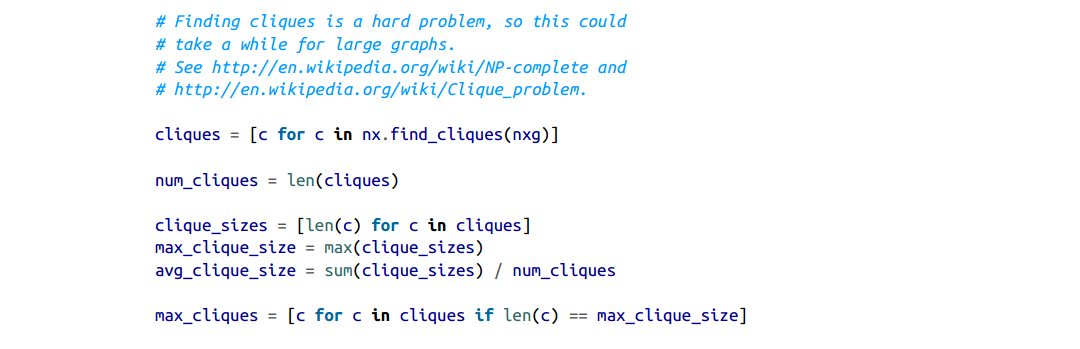 # Finding cliques is a hard problem, so this could
# take a while for large graphs.
# See http://en.wikipedia.org/wiki/NP-complete and
# http://en.wikipedia.org/wiki/Clique_problem.
cliques = [c for c in nx.find_cliques(nxg)]
num_cliques = len(cliques)
clique_sizes = [len(c) for c in cliques]
max_clique_size = max(clique_sizes)
avg_clique_size = sum(clique_sizes) / num_cliques
max_cliques = [c for c in cliques if len(c) == max_clique_size]